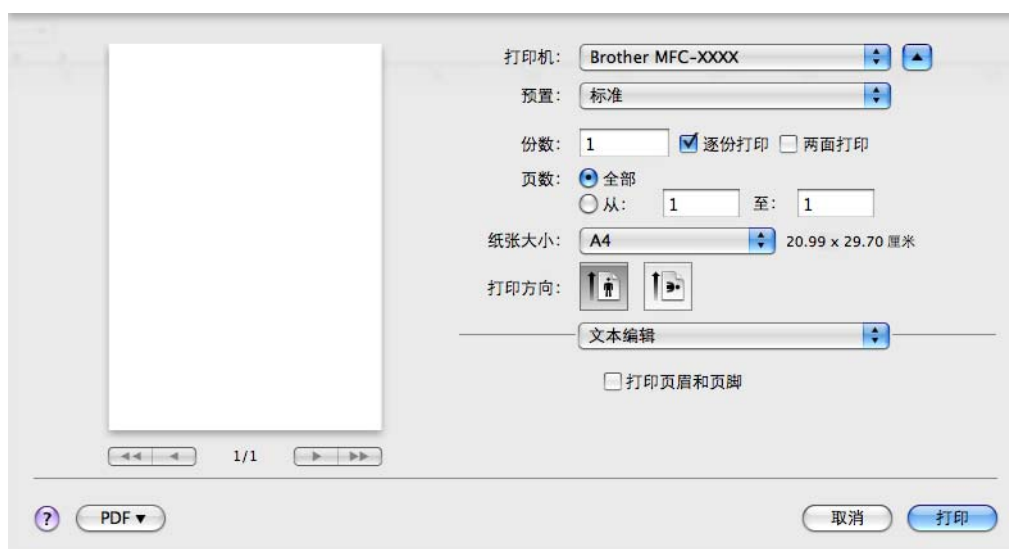 打印机: Brother MFC-XXXX
预置: 标准
份数: 1 逐份打印 两面打印
页数: 全部
从: 1 至: 1
纸张大小: A4 20.99 x 29.70 厘米
打印方向:
文本编辑
打印页眉和页脚
1/1
? PDF ▼ 取消 打印